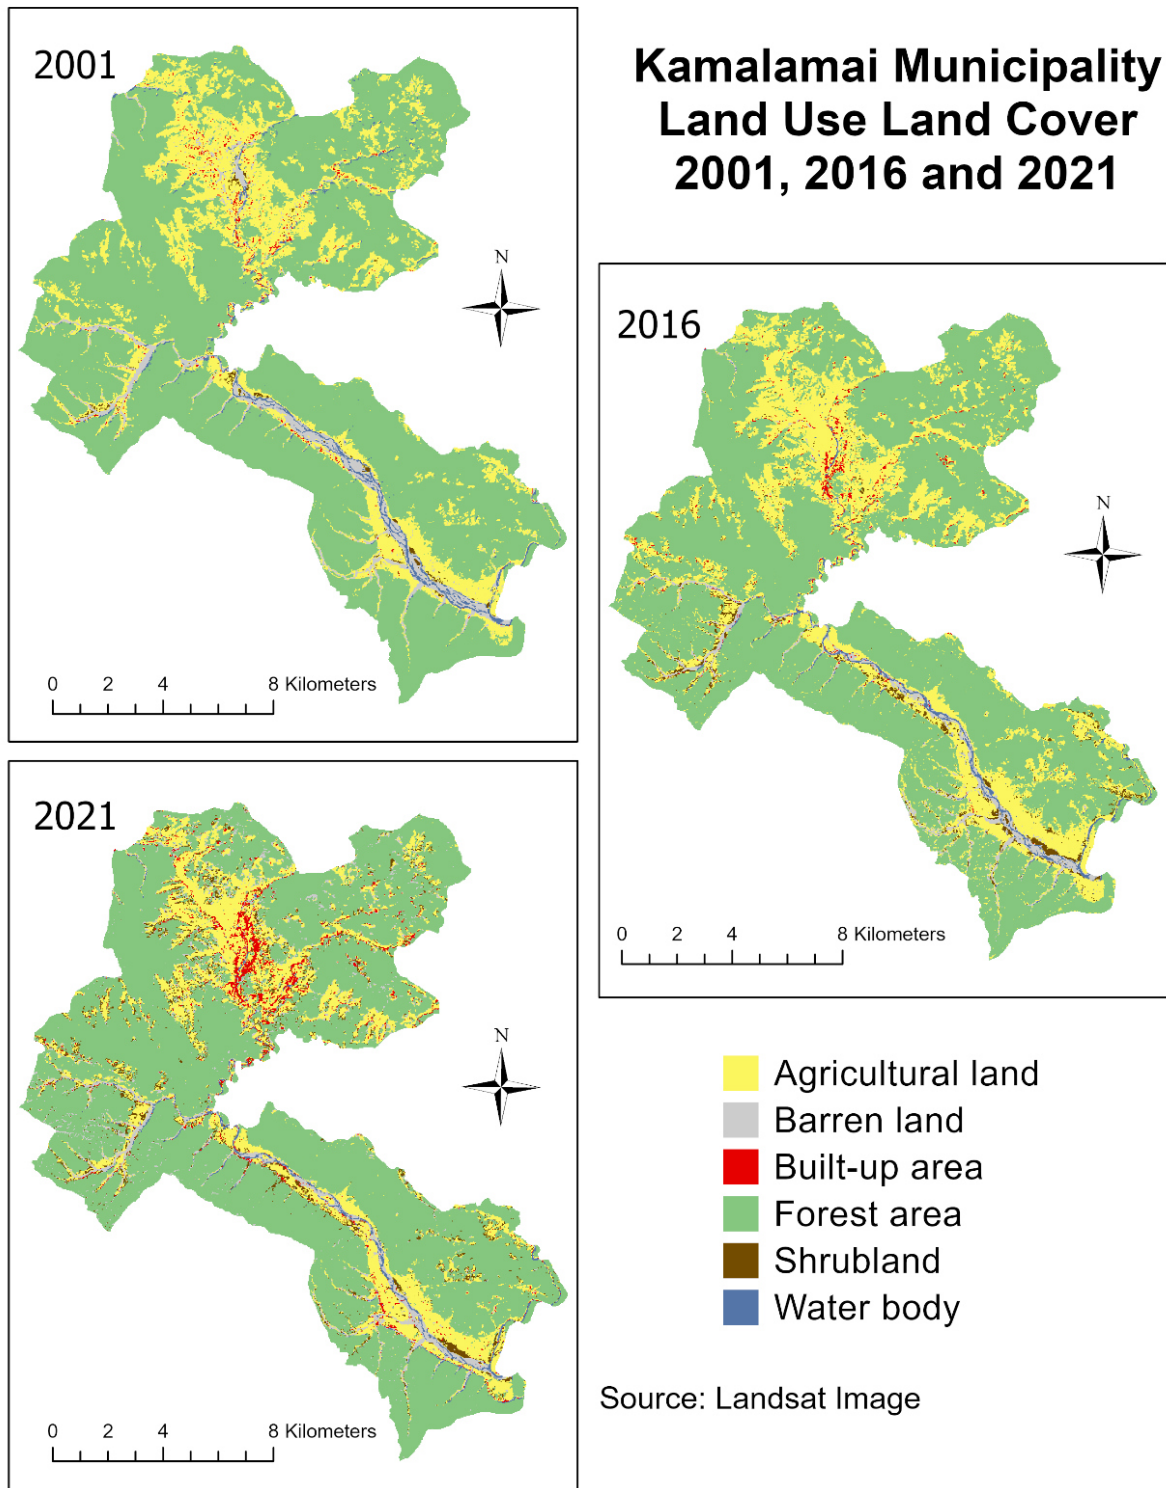 2001
Kamalamai Municipality
Land Use Land Cover
2001, 2016 and 2021
N
0 2 4 8 Kilometers
2016
N
0 2 4 8 Kilometers
2021
N
0 2 4 8 Kilometers
Agricultural land
Barren land
Built-up area
Forest area
Shrubland
Water body
Source: Landsat Image